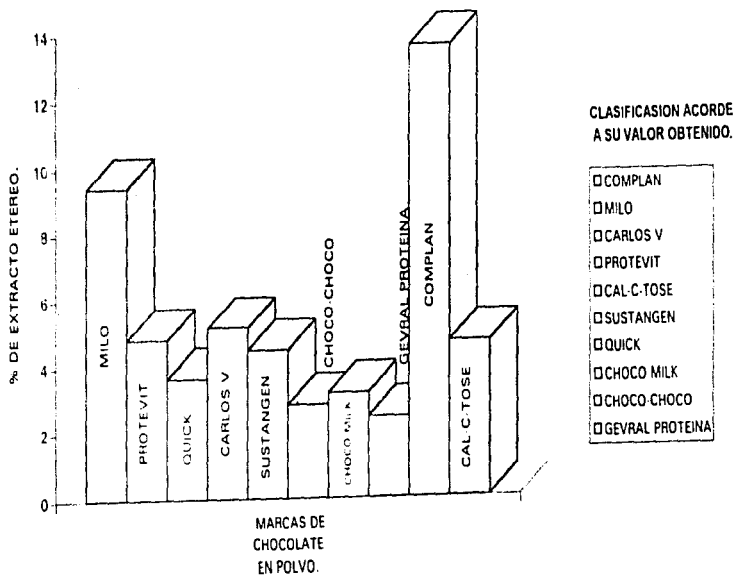 14
12
10
8
6
4
2
0
% DE EXTRACTO ETEREO.
MILO
PROTEVIT
QUICK
CARLOS V
SUSTANGEN
CHOCO-CHOCO
CHOCO MILK
GEVRAL PROTEINA
COMPLAN
CAL-C-TOSE
MARCAS DE
CHOCOLATE
EN POLVO.
CLASIFICASION ACORDE
A SU VALOR OBTENIDO.
COMPLAN
MILO
CARLOS V
PROTEVIT
CAL-C-TOSE
SUSTANGEN
QUICK
CHOCO MILK
CHOCO-CHOCO
GEVRAL PROTEINA